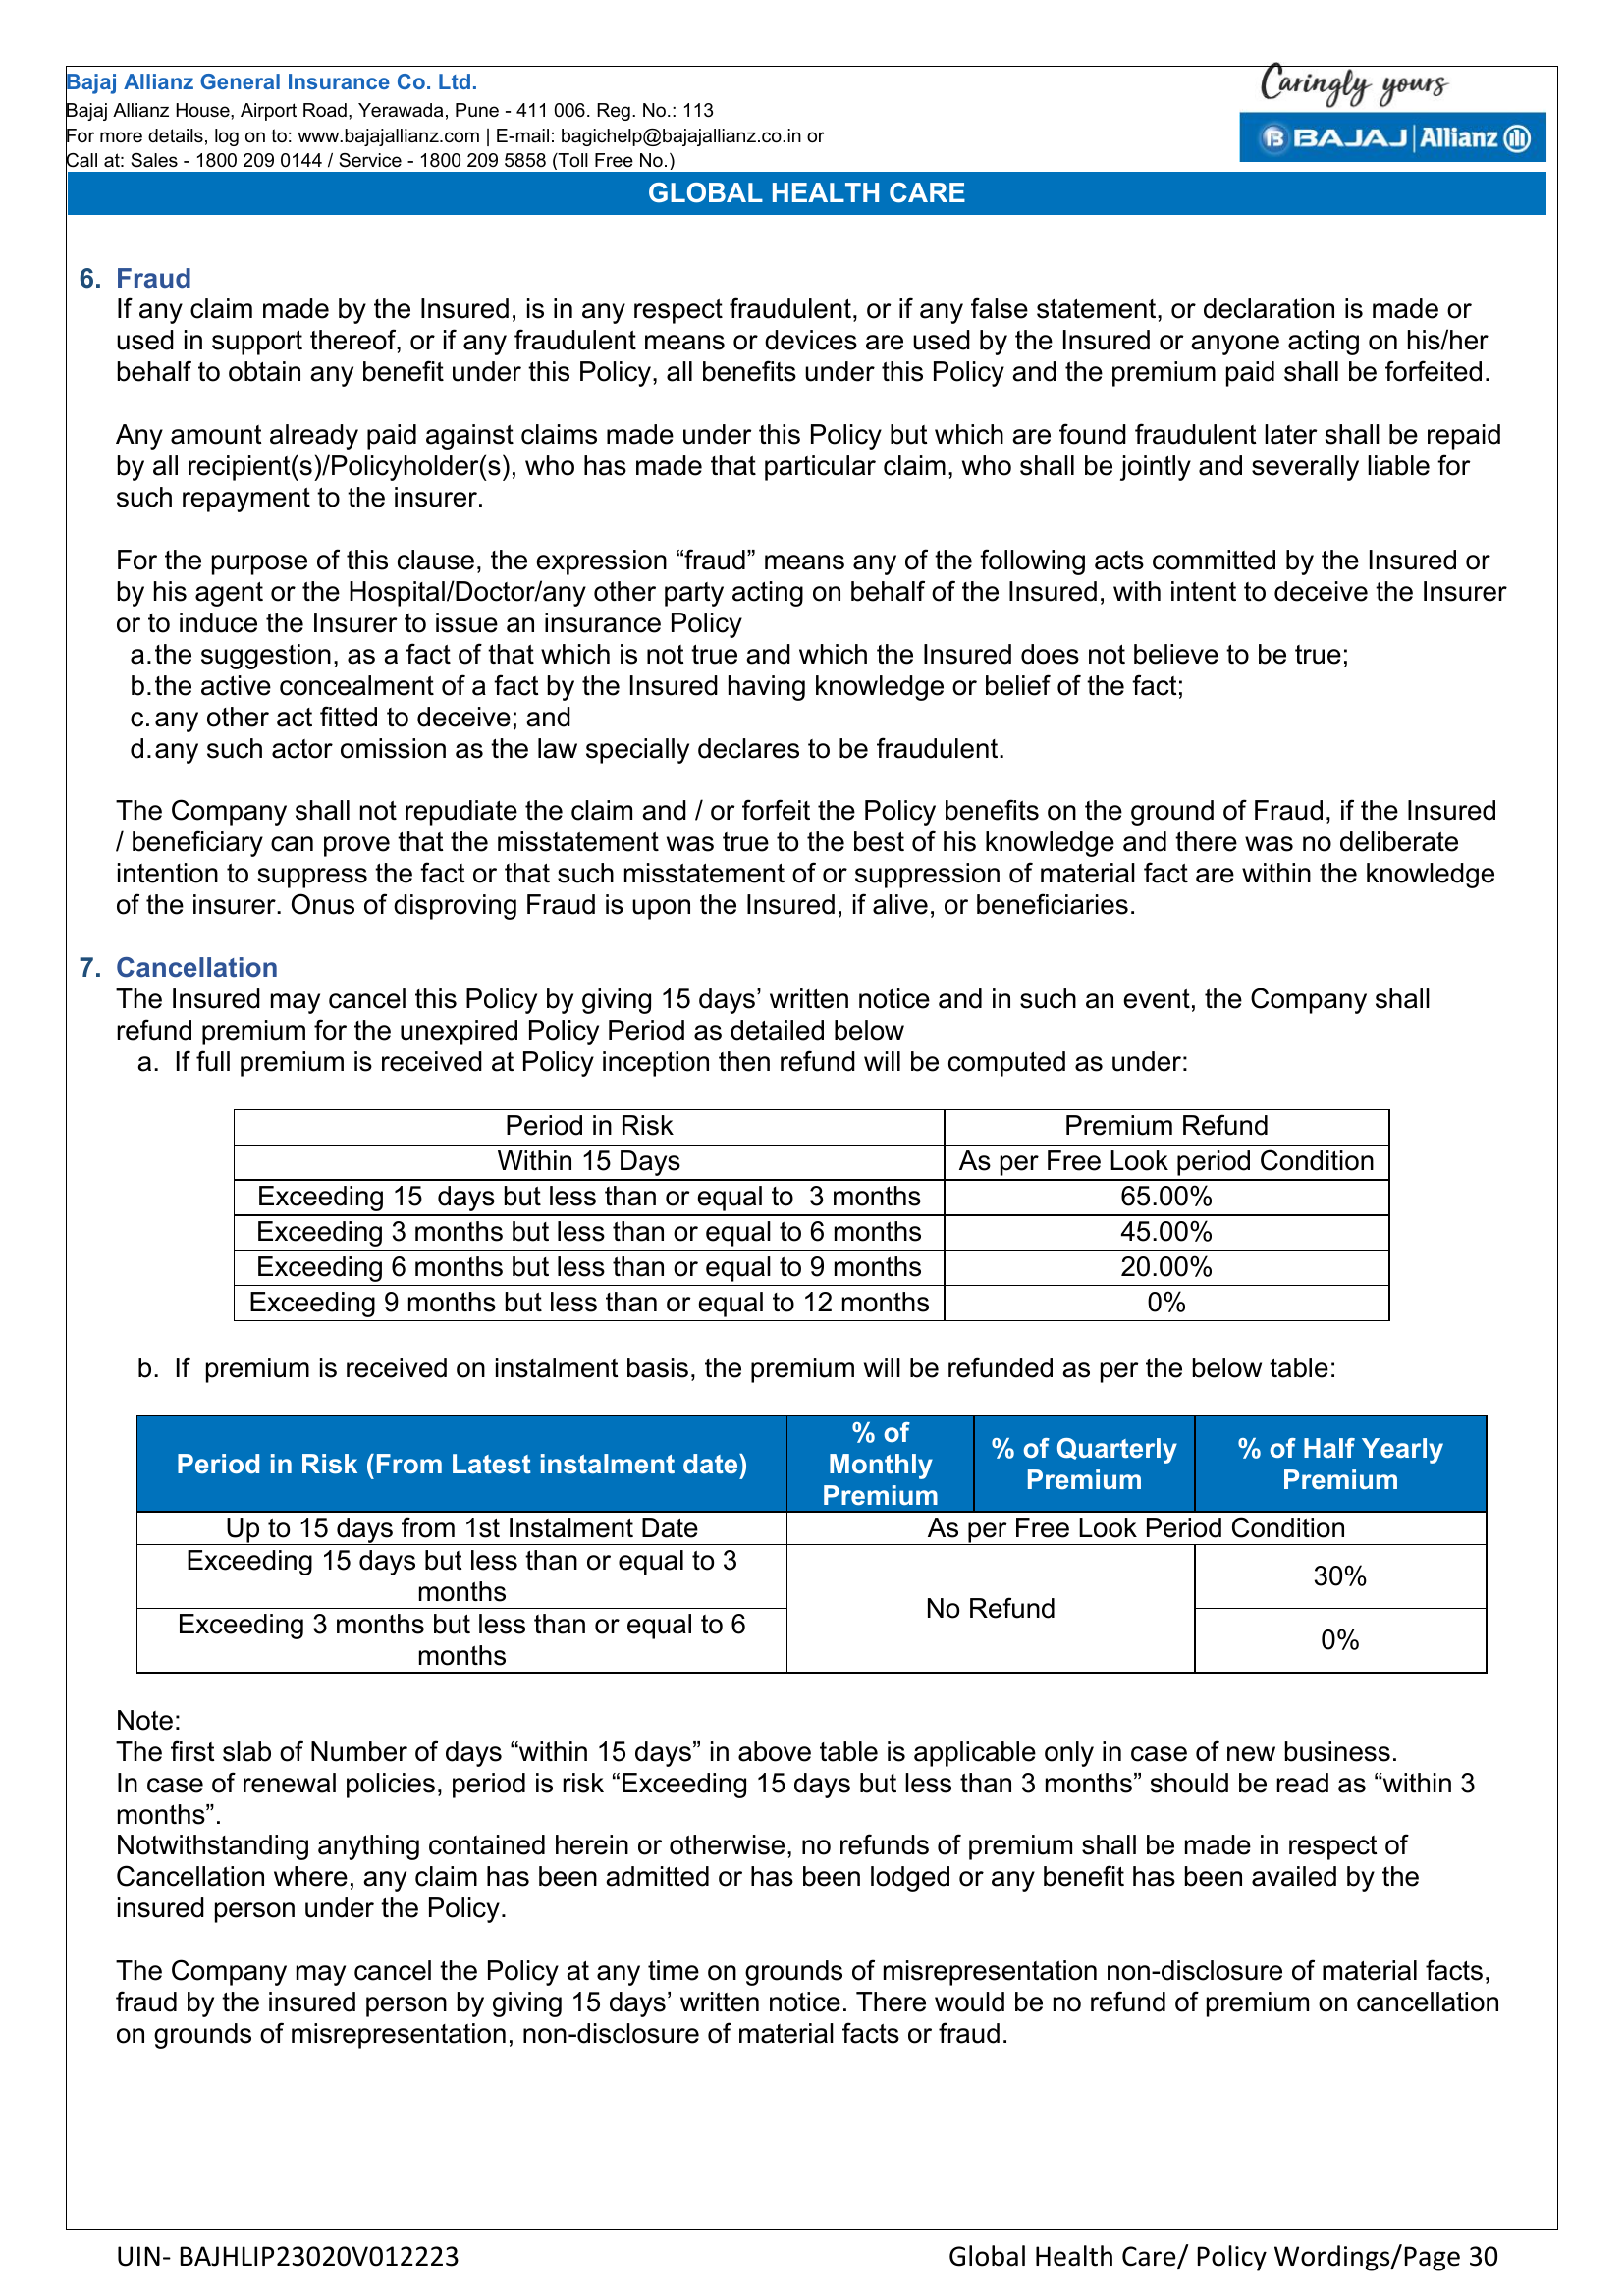 Bajaj Allianz General Insurance Co. Ltd.
Bajaj Allianz House, Airport Road, Yerawada, Pune - 411 006. Reg. No.: 113
For more details, log on to: www.bajajallianz.com | E-mail: bagichelp@bajajallianz.co.in or
Call at: Sales - 1800 209 0144 / Service - 1800 209 5858 (Toll Free No.)
Caringly yours
B BAJAJ | Allianz
GLOBAL HEALTH CARE
6. Fraud
If any claim made by the Insured, is in any respect fraudulent, or if any false statement, or declaration is made or
used in support thereof, or if any fraudulent means or devices are used by the Insured or anyone acting on his/her
behalf to obtain any benefit under this Policy, all benefits under this Policy and the premium paid shall be forfeited.
Any amount already paid against claims made under this Policy but which are found fraudulent later shall be repaid
by all recipient(s)/Policyholder(s), who has made that particular claim, who shall be jointly and severally liable for
such repayment to the insurer.
For the purpose of this clause, the expression “fraud” means any of the following acts committed by the Insured or
by his agent or the Hospital/Doctor/any other party acting on behalf of the Insured, with intent to deceive the Insurer
or to induce the Insurer to issue an insurance Policy
a. the suggestion, as a fact of that which is not true and which the Insured does not believe to be true;
b. the active concealment of a fact by the Insured having knowledge or belief of the fact;
c. any other act fitted to deceive; and
d. any such actor omission as the law specially declares to be fraudulent.
The Company shall not repudiate the claim and / or forfeit the Policy benefits on the ground of Fraud, if the Insured
/ beneficiary can prove that the misstatement was true to the best of his knowledge and there was no deliberate
intention to suppress the fact or that such misstatement of or suppression of material fact are within the knowledge
of the insurer. Onus of disproving Fraud is upon the Insured, if alive, or beneficiaries.
7. Cancellation
The Insured may cancel this Policy by giving 15 days’ written notice and in such an event, the Company shall
refund premium for the unexpired Policy Period as detailed below
a. If full premium is received at Policy inception then refund will be computed as under:
Period in Risk Premium Refund
Within 15 Days As per Free Look period Condition
Exceeding 15 days but less than or equal to 3 months 65.00%
Exceeding 3 months but less than or equal to 6 months 45.00%
Exceeding 6 months but less than or equal to 9 months 20.00%
Exceeding 9 months but less than or equal to 12 months 0%
b. If premium is received on instalment basis, the premium will be refunded as per the below table:
Period in Risk (From Latest instalment date)
% of
Monthly
Premium
% of Quarterly
Premium
% of Half Yearly
Premium
Up to 15 days from 1st Instalment Date As per Free Look Period Condition
Exceeding 15 days but less than or equal to 3
months
No Refund
30%
Exceeding 3 months but less than or equal to 6
months
0%
Note:
The first slab of Number of days “within 15 days” in above table is applicable only in case of new business.
In case of renewal policies, period is risk “Exceeding 15 days but less than 3 months” should be read as “within 3
months”.
Notwithstanding anything contained herein or otherwise, no refunds of premium shall be made in respect of
Cancellation where, any claim has been admitted or has been lodged or any benefit has been availed by the
insured person under the Policy.
The Company may cancel the Policy at any time on grounds of misrepresentation non-disclosure of material facts,
fraud by the insured person by giving 15 days’ written notice. There would be no refund of premium on cancellation
on grounds of misrepresentation, non-disclosure of material facts or fraud.
UIN- BAJHLIP23020V012223 Global Health Care/ Policy Wordings/Page 30